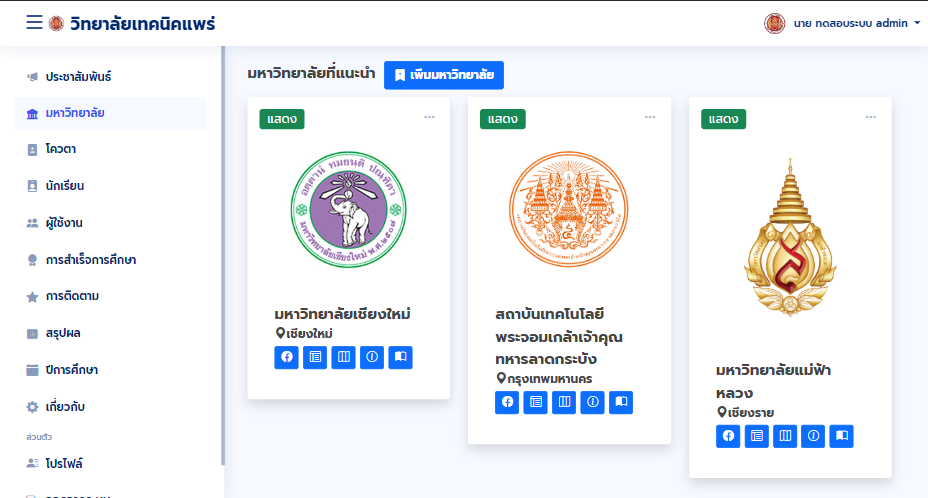 วิทยาลัยเทคนิคแพร่
นาย ทดสอบระบบ admin
ประชาสัมพันธ์
มหาวิทยาลัย
โควตา
นักเรียน
ผู้ใช้งาน
การสำเร็จการศึกษา
การติดตาม
สรุปผล
ปีการศึกษา
เกี่ยวกับ
ส่วนตัว
โปรไฟล์
มหาวิทยาลัยที่แนะนำ
เพิ่มมหาวิทยาลัย
แสดง
อตฺตานํ ทมยนฺติ ปณฺฑิตา
มหาวิทยาลัยเชียงใหม่ พ.ศ.๒๕๐๗
มหาวิทยาลัยเชียงใหม่
เชียงใหม่
แสดง
สถาบันเทคโนโลยี
พระจอมเกล้าเจ้าคุณ
ทหารลาดกระบัง
กรุงเทพมหานคร
แสดง
มหาวิทยาลัยแม่ฟ้า
หลวง
เชียงราย